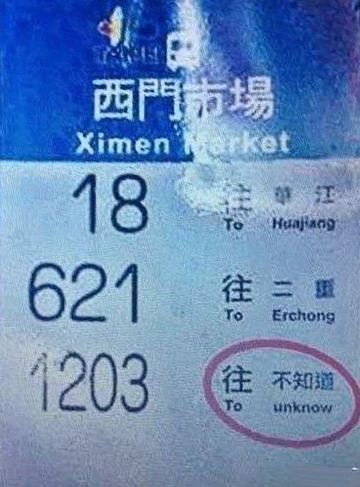 西門市場
Ximen Market
18 往 華江
To Huajiang
621 往 二重
To Erchong
1203 往 不知道
To unknow